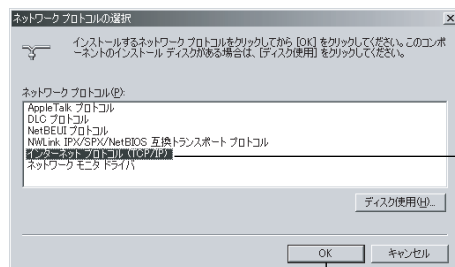 ネットワーク プロトコルの選択
インストールするネットワーク プロトコルをクリックしてから [OK] をクリックしてください。このコンポ
ーネントのインストール ディスクがある場合は、[ディスク使用] をクリックしてください。
ネットワーク プロトコル(P):
AppleTalk プロトコル
DLC プロトコル
NetBEUI プロトコル
NWLink IPX/SPX/NetBIOS 互換トランスポート プロトコル
インターネット プロトコル (TCP/IP)
ネットワーク モニタ ドライバ
ディスク使用(H)...
OK
キャンセル